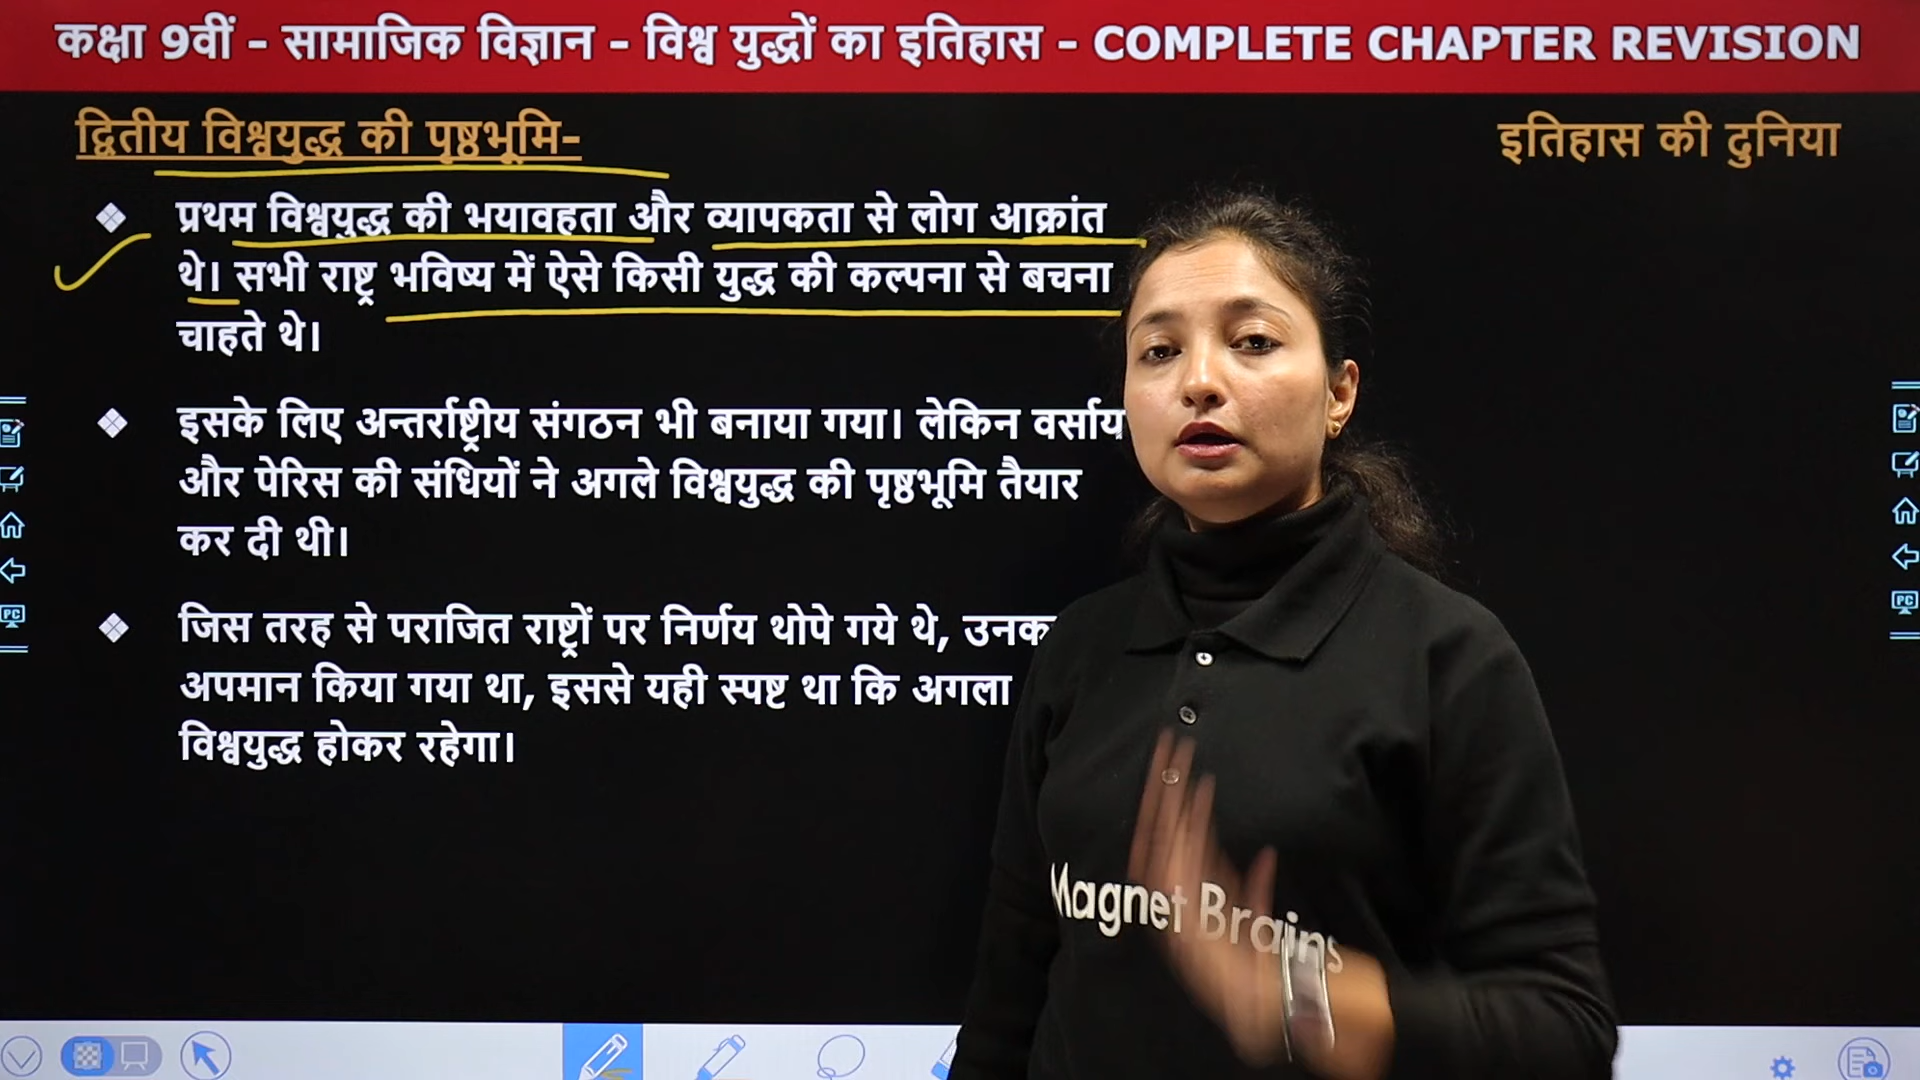 कक्षा 9वीं - सामाजिक विज्ञान - विश्व युद्धों का इतिहास - COMPLETE CHAPTER REVISION
द्वितीय विश्वयुद्ध की पृष्ठभूमि-
इतिहास की दुनिया
❖ प्रथम विश्वयुद्ध की भयावहता और व्यापकता से लोग आक्रांत
थे। सभी राष्ट्र भविष्य में ऐसे किसी युद्ध की कल्पना से बचना
चाहते थे।
❖ इसके लिए अन्तर्राष्ट्रीय संगठन भी बनाया गया। लेकिन वर्साय
और पेरिस की संधियों ने अगले विश्वयुद्ध की पृष्ठभूमि तैयार
कर दी थी।
❖ जिस तरह से पराजित राष्ट्रों पर निर्णय थोपे गये थे,
अपमान किया गया था, इससे यही स्पष्ट था कि अगला
विश्वयुद्ध होकर रहेगा।
Magnet Brains
PC
PC